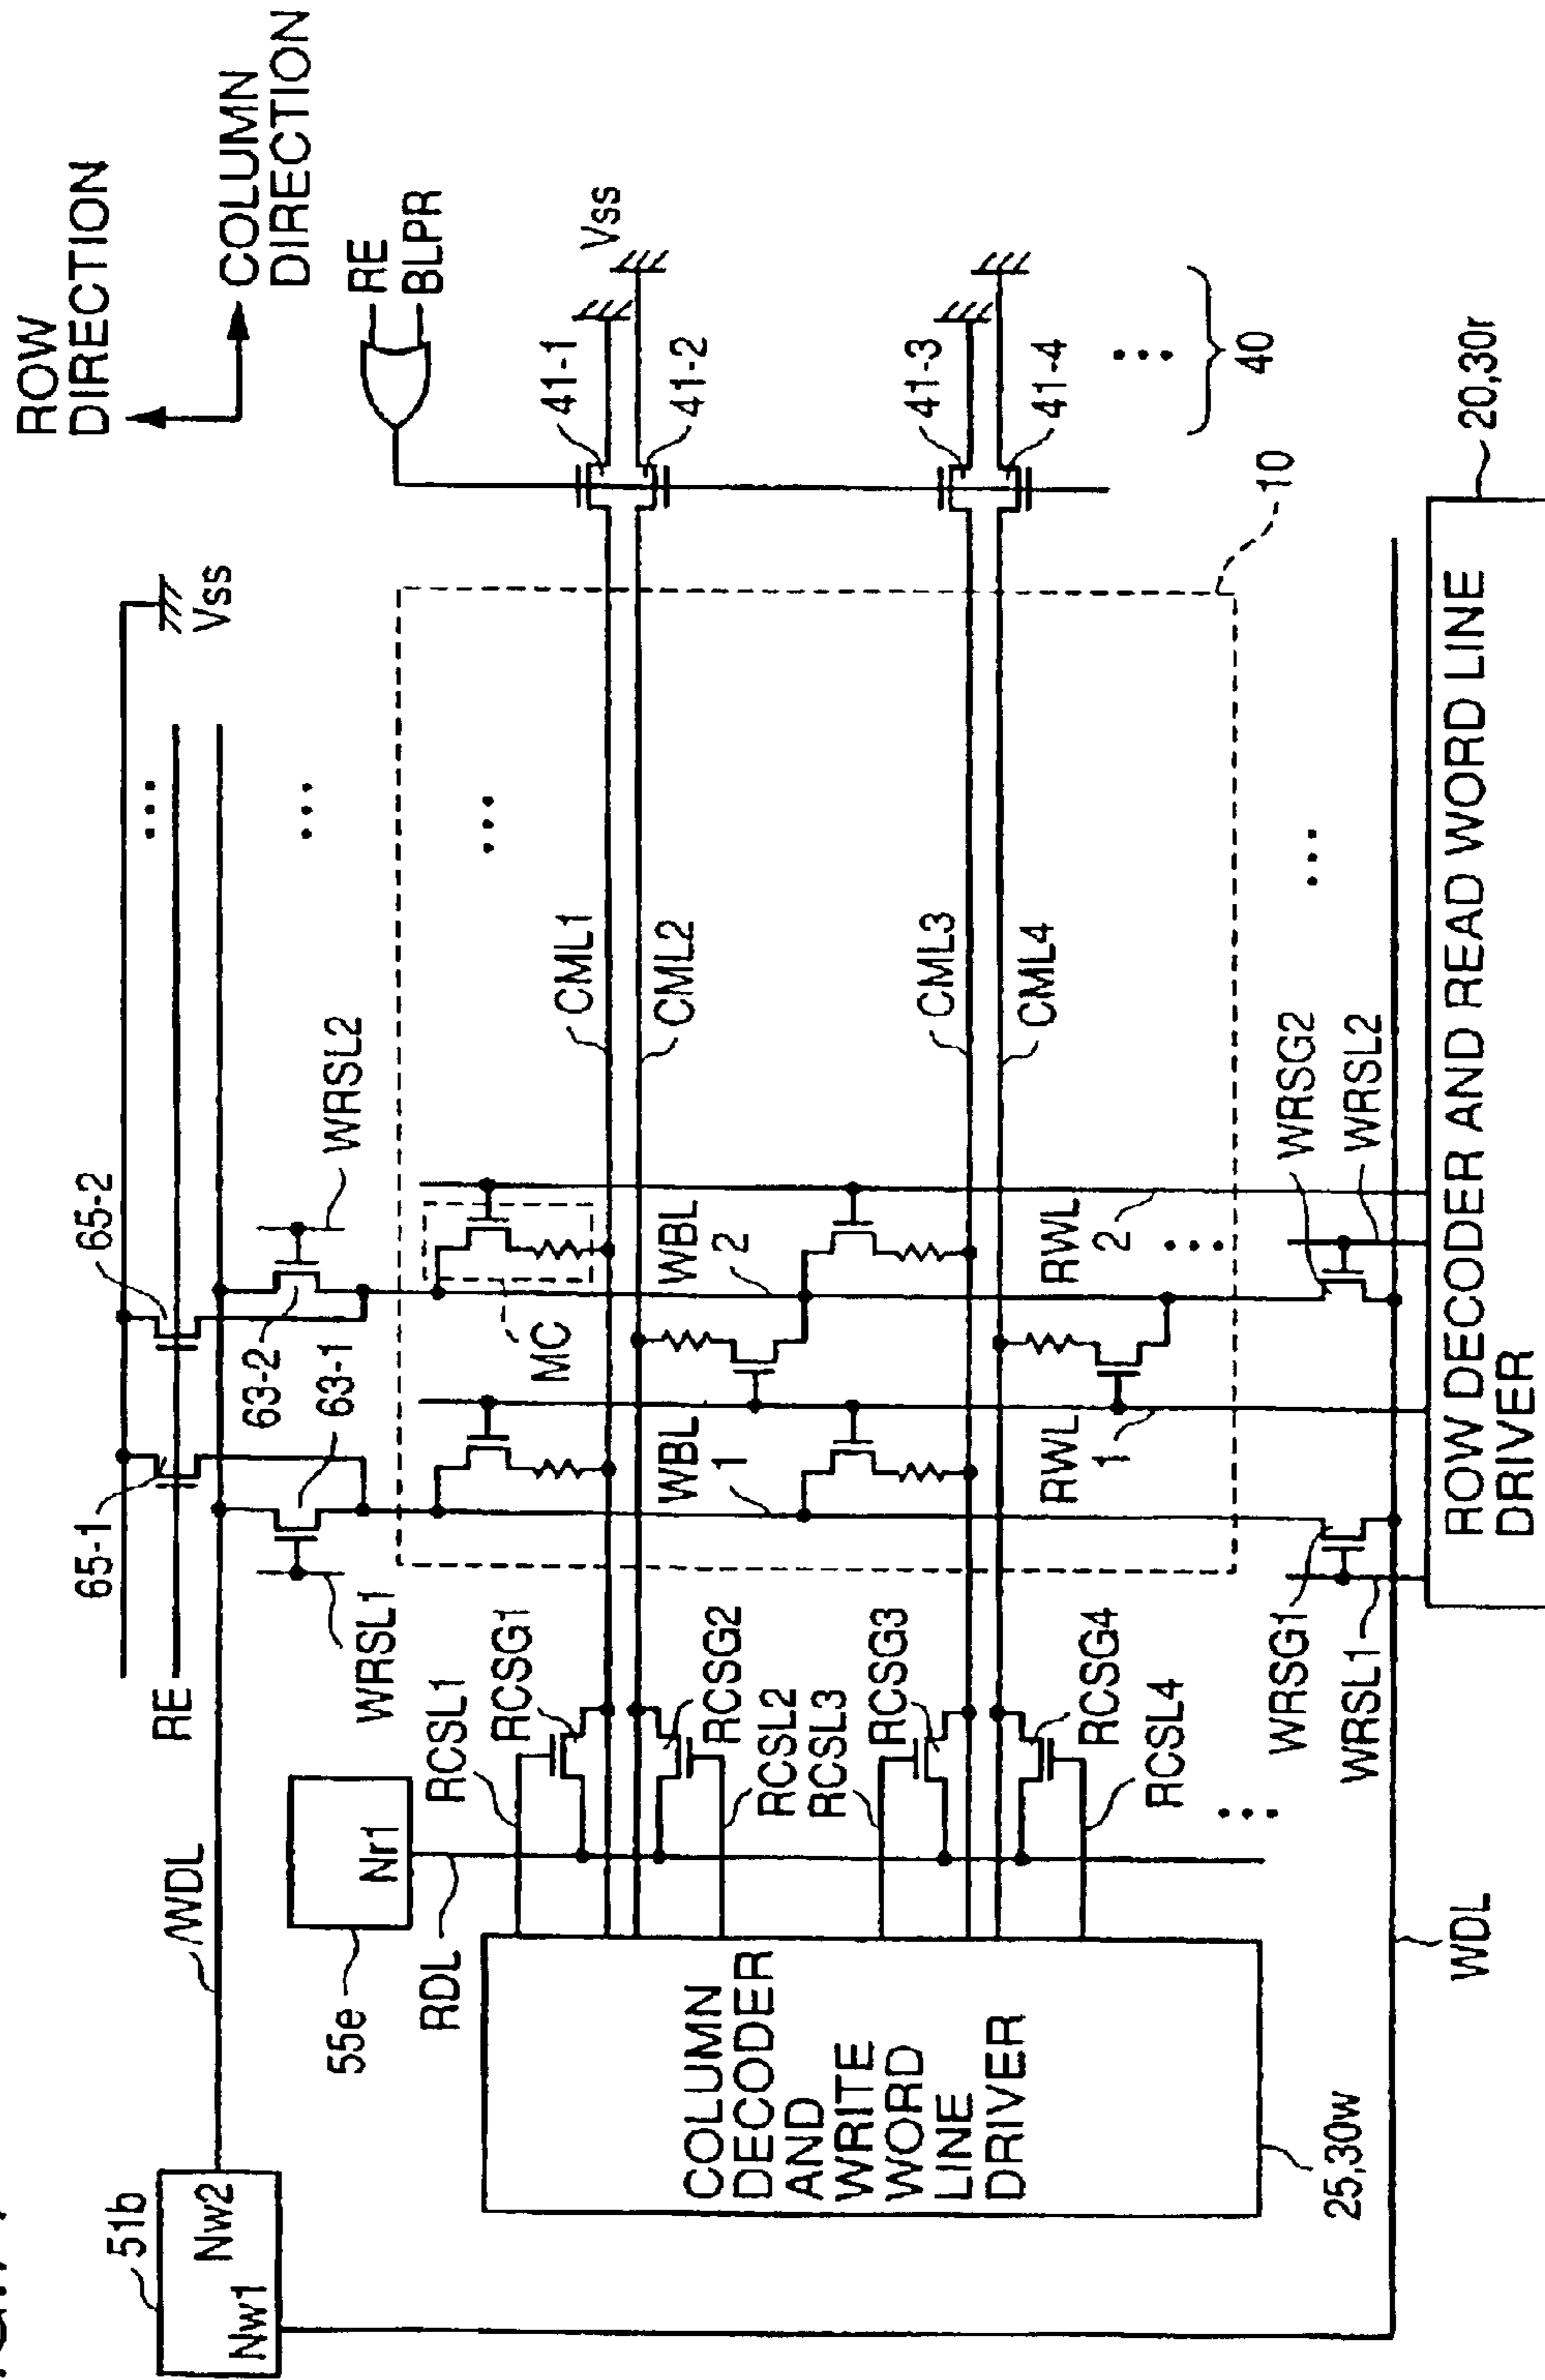 ROW
DIRECTION
COLUMN
DIRECTION
51b
Nw2
Nw1
/WDL
RE
65-1
65-2
Vss
RE
BLPR
55e
Nr1
RDL
WRSL1
63-1
63-2
WRSL2
RCSL1
RCSG1
RCSG2
RCSL2
RCSL3
RCSG3
RCSG4
RCSL4
COLUMN
DECODER
AND
WRITE
WORD
LINE
DRIVER
25,30w
MC
WBL
1
WBL
2
RWL
1
RWL
2
CML1
CML2
CML3
CML4
41-1
41-2
41-3
41-4
Vss
40
10
WRSG1
WRSL1
WRSG2
WRSL2
WDL
20,30r
ROW DECODER AND READ WORD LINE
DRIVER